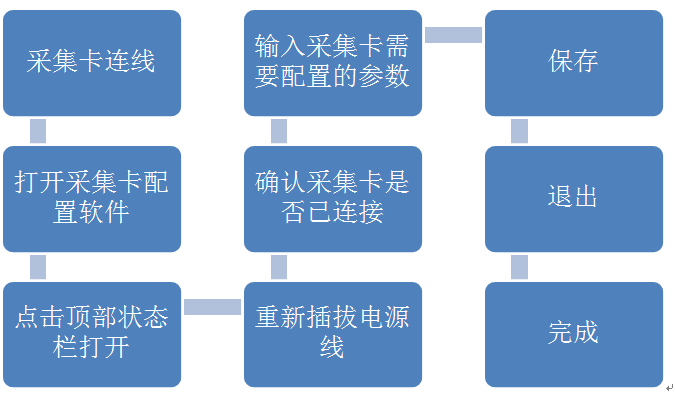 采集卡连线
打开采集卡配
置软件
点击顶部状态
栏打开
重新插拔电源
线
确认采集卡是
否已连接
输入采集卡需
要配置的参数
保存
退出
完成